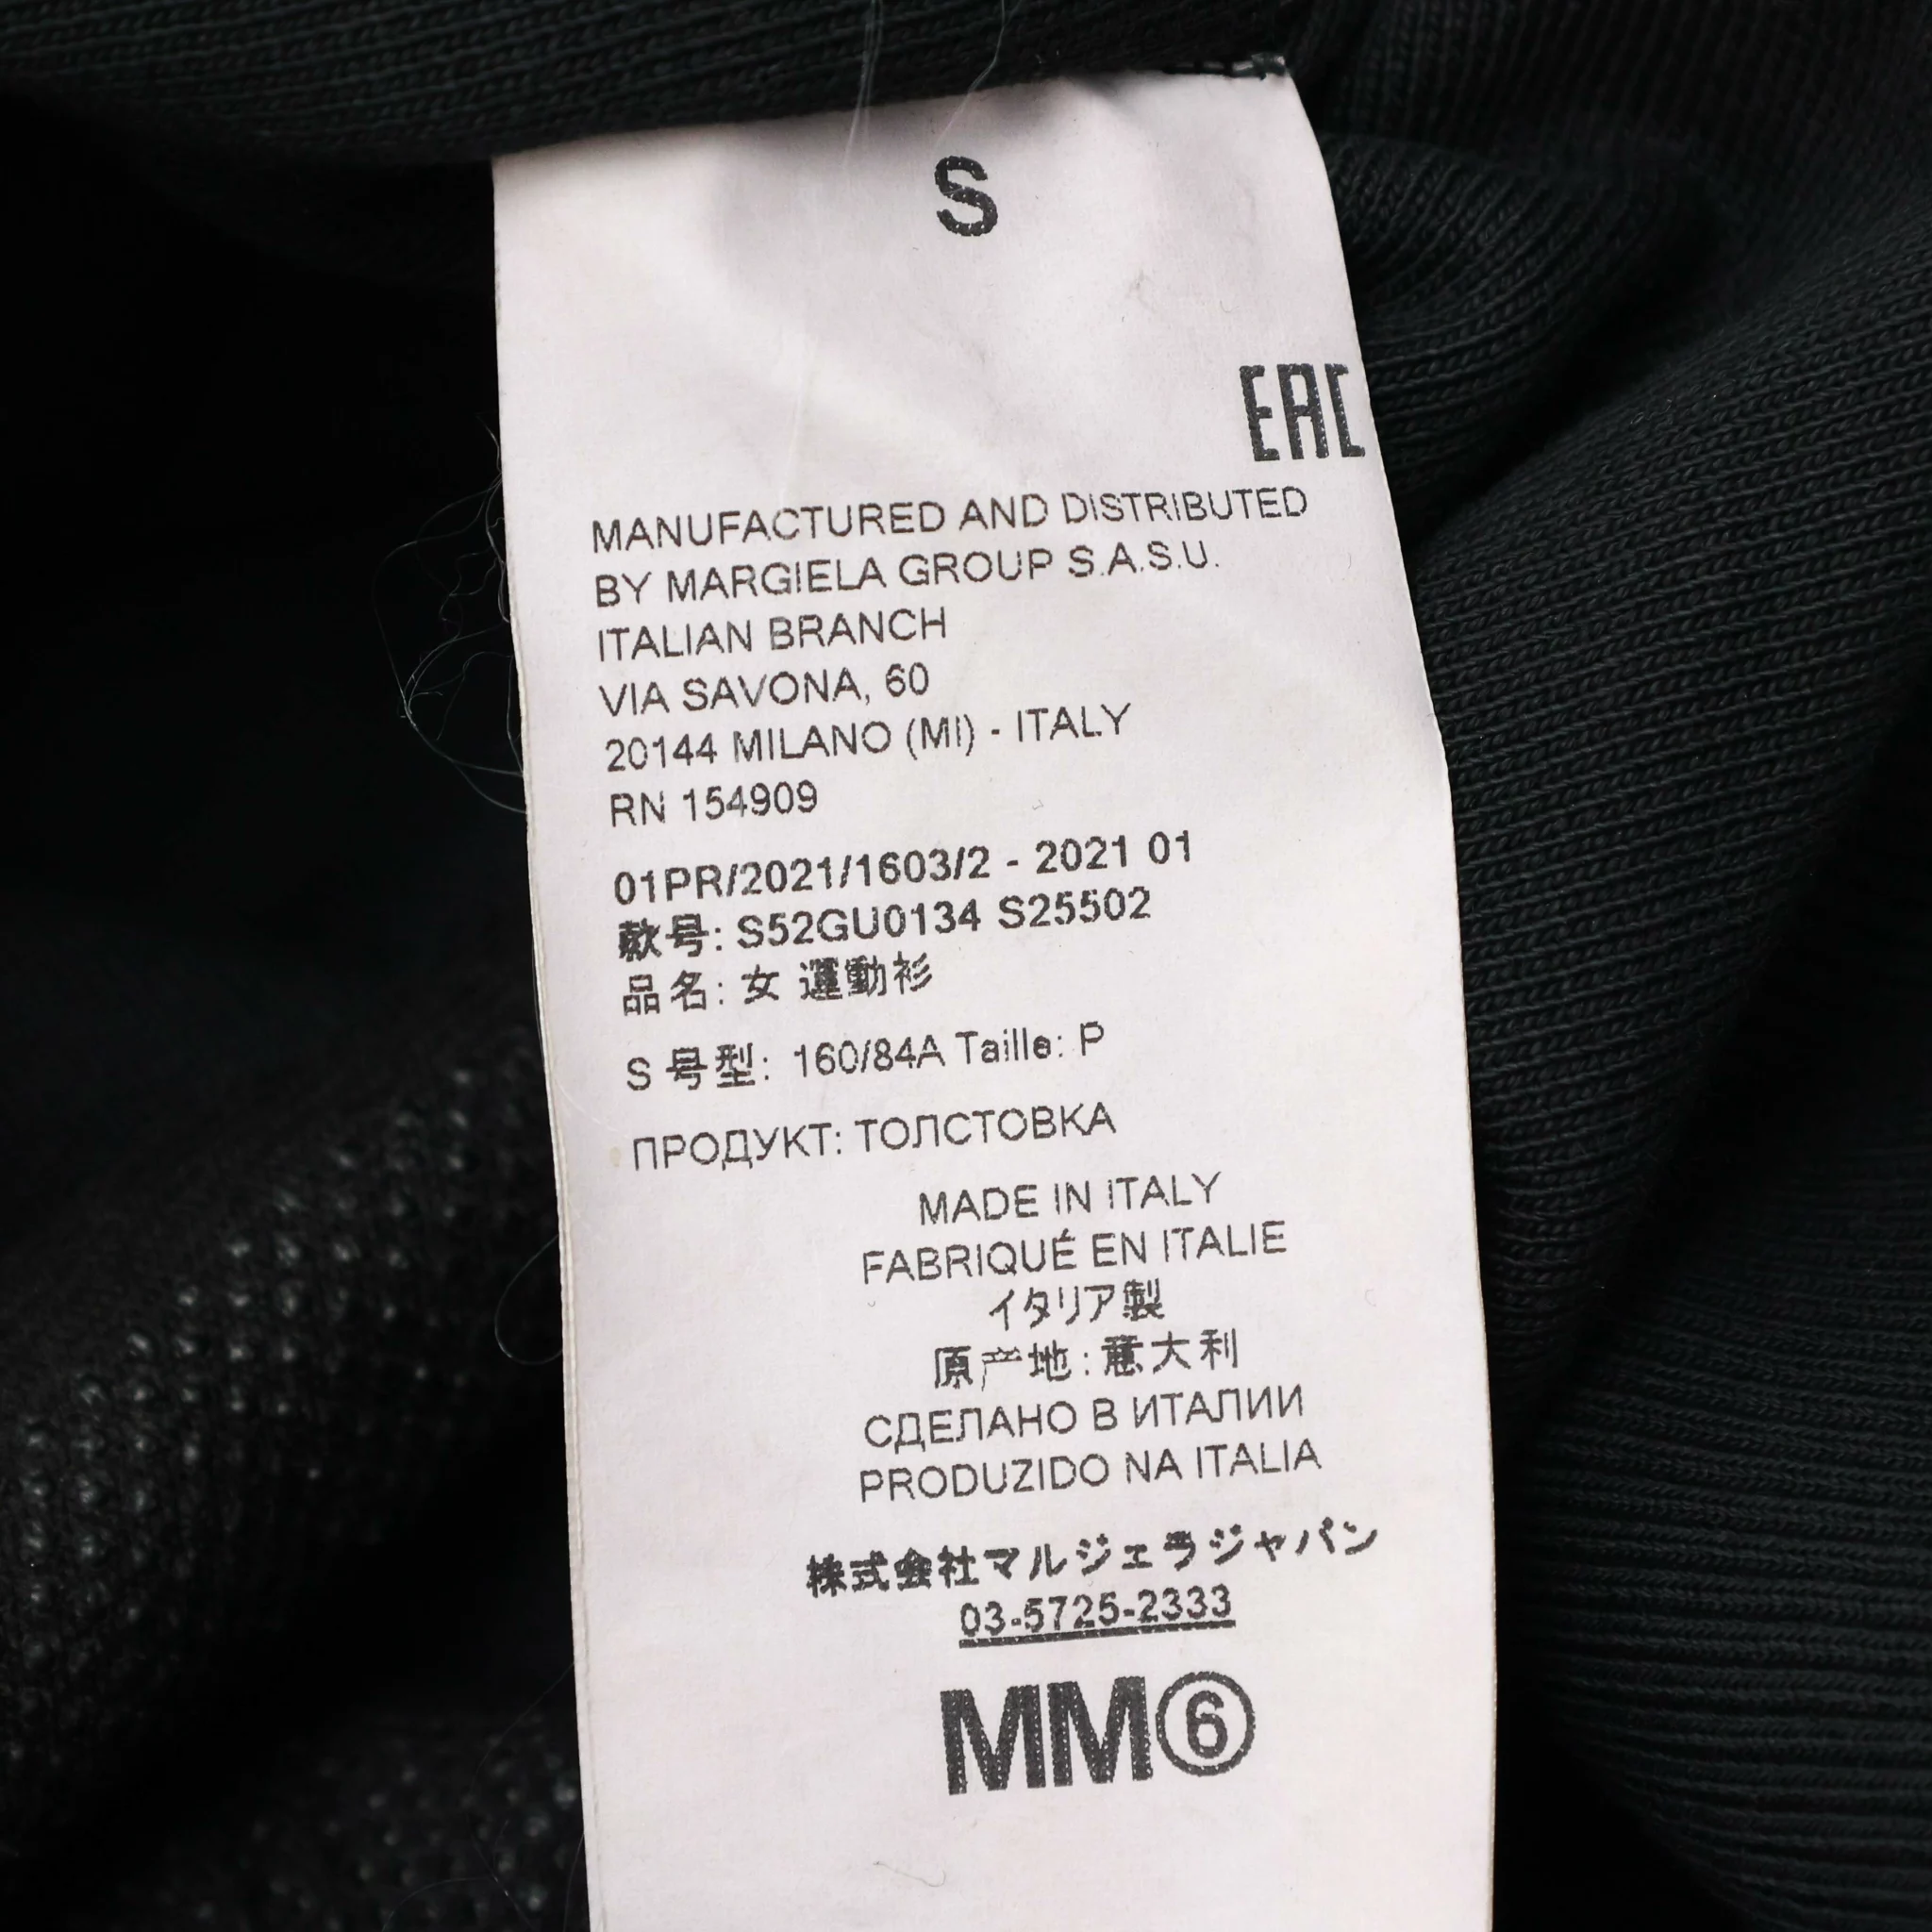 S
EAC
MANUFACTURED AND DISTRIBUTED
BY MARGIELA GROUP S.A.S.U.
ITALIAN BRANCH
VIA SAVONA, 60
20144 MILANO (MI) - ITALY
RN 154909
01PR/2021/1603/2 - 2021 01
款号: S52GU0134 S25502
品名: 女 運動衫
S 号型: 160/84A Taille: P
ПРОДУКТ: ТОЛСТОВКА
MADE IN ITALY
FABRIQUÉ EN ITALIE
イタリア製
原产地: 意大利
СДЕЛАНО В ИТАЛИИ
PRODUZIDO NA ITALIA
株式会社マルジェラジャパン
03-5725-2333
MM⑥